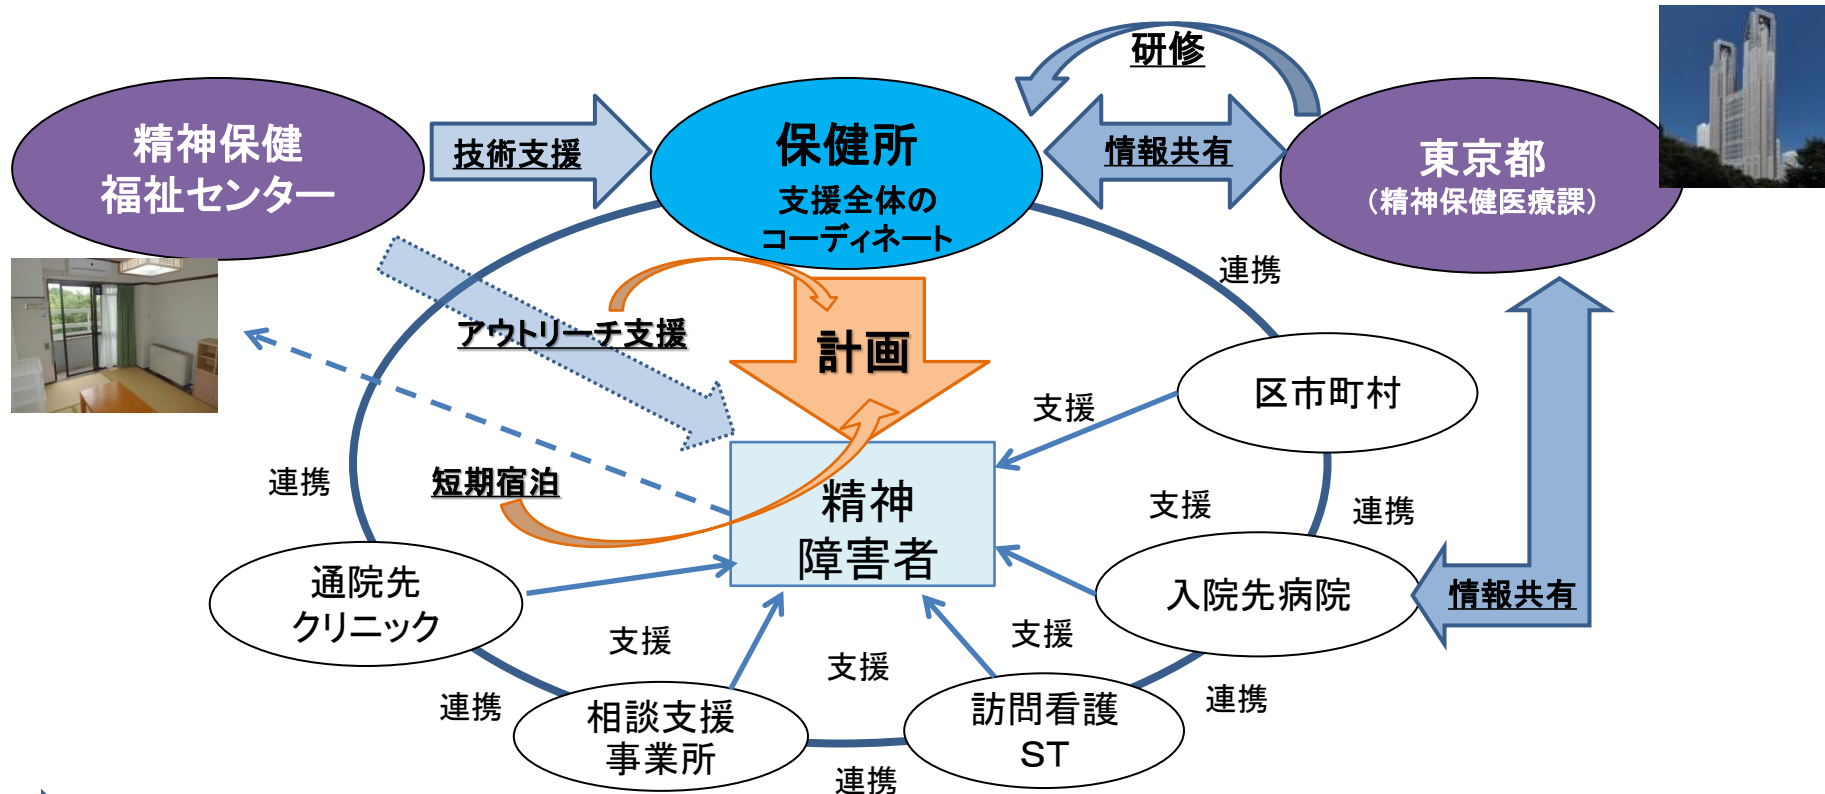 研修
精神保健
福祉センター
技術支援
保健所
支援全体の
コーディネート
情報共有
東京都
（精神保健医療課）
連携
アウトリーチ支援
計画
区市町村
支援
連携
短期宿泊
精神
障害者
支援
連携
通院先
クリニック
入院先病院
情報共有
支援
支援
支援
連携
相談支援
事業所
訪問看護
ST
連携
連携